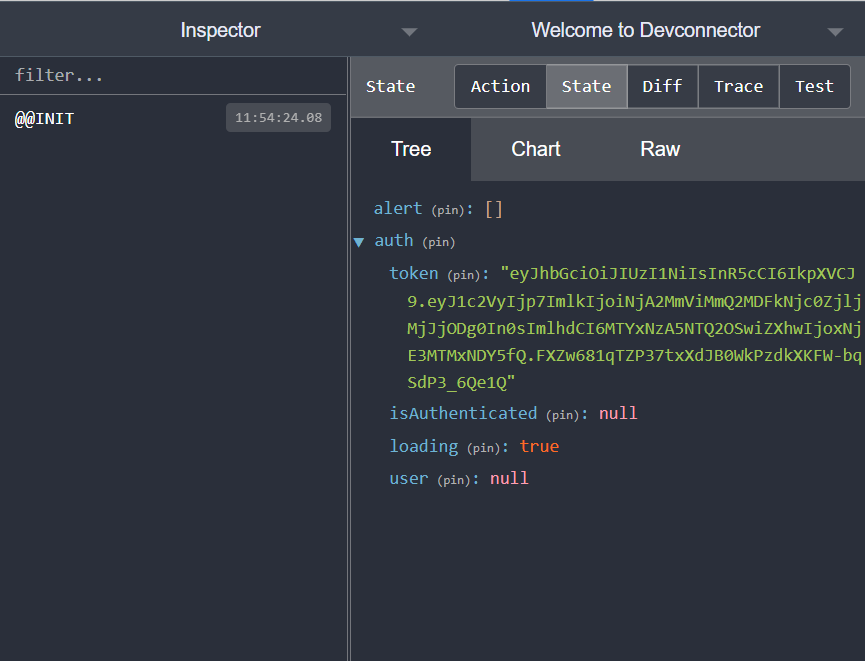 Inspector
Welcome to Devconnector
filter...
State
Action
State
Diff
Trace
Test
@@INIT
11:54:24.08
Tree
Chart
Raw
alert (pin): []
auth (pin)
token (pin): "eyJhbGciOiJIUzI1NiIsInR5cCI6IkpXVCJ
9.eyJ1c2VyIjp7ImlkIjoiNjA2MmViMmQ2MDFkNjc0Zjlj
MjJjODg0In0sImlhdCI6MTYxNzA5NTQ2OSwiZXhwIjoxNj
E3MTMxNDY5fQ.FXZw681qTZP37txXdJB0WkPzdkXKFW-bq
SdP3_6Qe1Q"
isAuthenticated (pin): null
loading (pin): true
user (pin): null